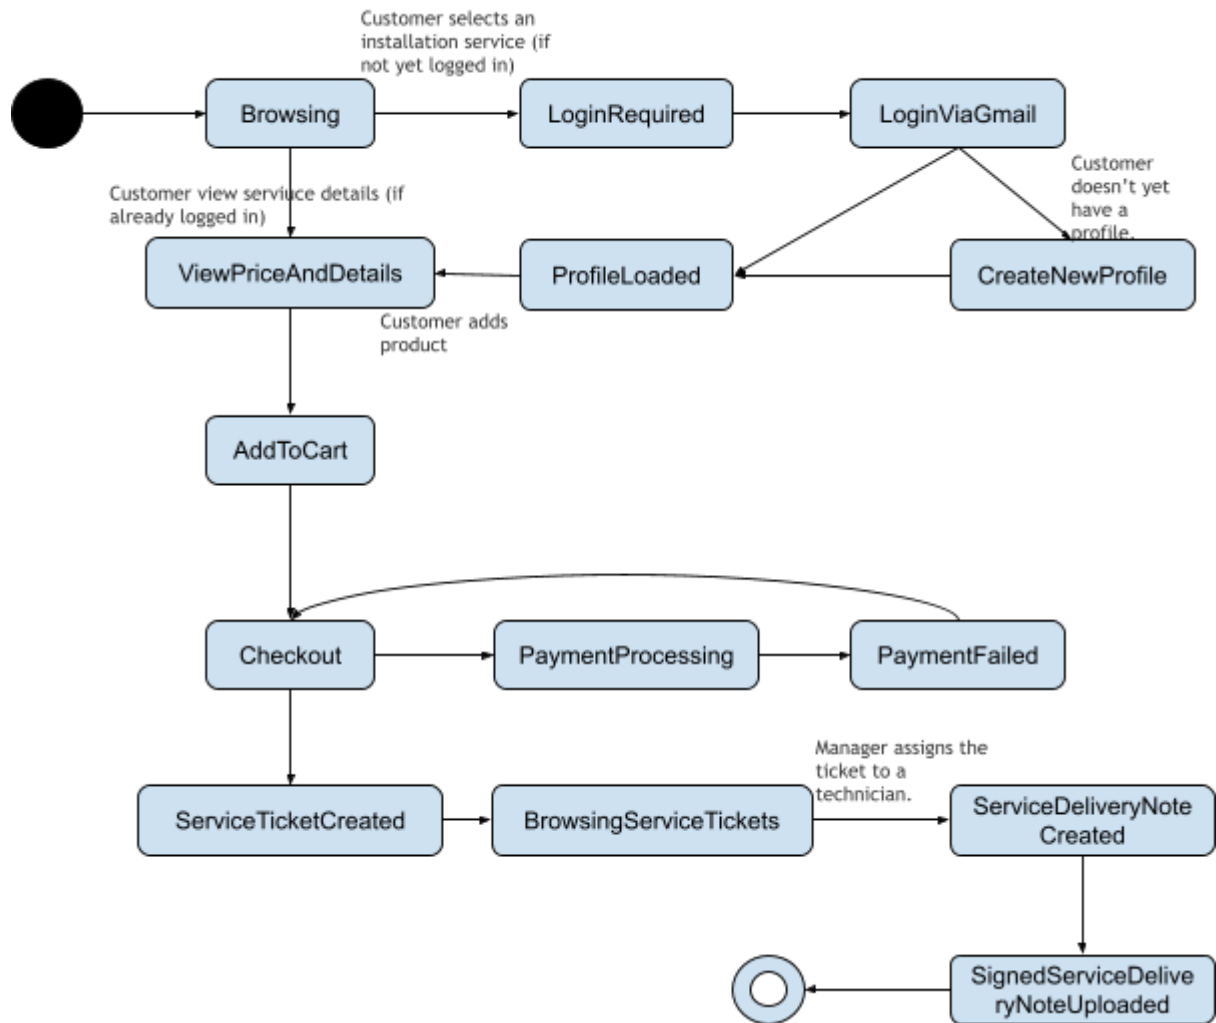 Customer selects an
installation service (if
not yet logged in)
Browsing
LoginRequired
LoginViaGmail
Customer
doesn't yet
have a
profile.
Customer view serviuce details (if
already logged in)
ViewPriceAndDetails
ProfileLoaded
CreateNewProfile
Customer adds
product
AddToCart
Checkout
PaymentProcessing
PaymentFailed
Manager assigns the
ticket to a
technician.
ServiceTicketCreated
BrowsingServiceTickets
ServiceDeliveryNote
Created
SignedServiceDelive
ryNoteUploaded